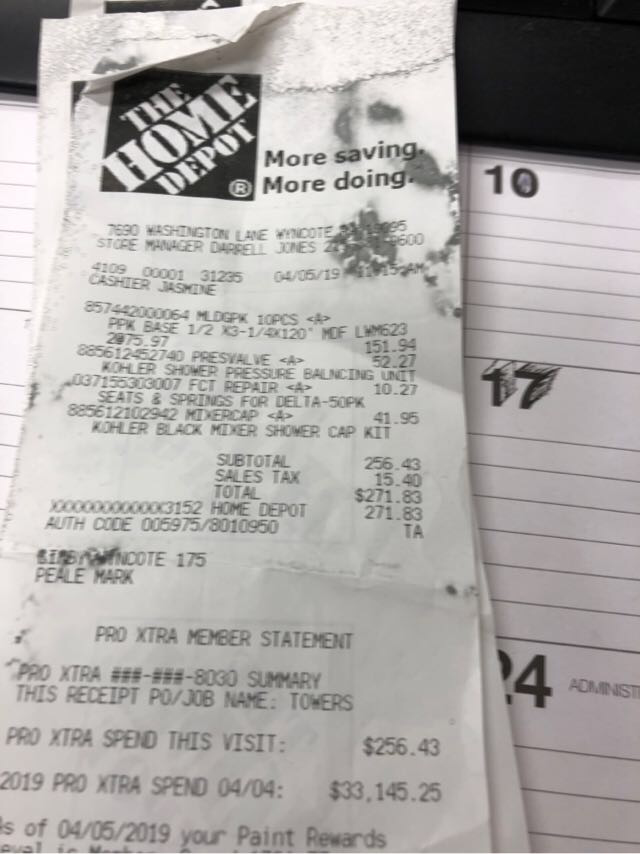 THE
HOME
DEPOT
®
More saving.
More doing.
7690 WASHINGTON LANE WYNCOTE
STORE MANAGER DARRELL JONES
4109 00001 31235 04/05/19
CASHIER JASMINE
857442000064 MLDGPK 10PCS <A>
PPK BASE 1/2 X3-1/4X120" MDF LWM623
2@75.97 151.94
885612452740 PRESVALVE <A> 52.27
KOHLER SHOWER PRESSURE BALNCING UNIT
037155303007 FCT REPAIR <A> 10.27
SEATS & SPRINGS FOR DELTA-50PK
885612102942 MIXERCAP <A> 41.95
KOHLER BLACK MIXER SHOWER CAP KIT
SUBTOTAL 256.43
SALES TAX 15.40
TOTAL $271.83
XXXXXXXXXXXX3152 HOME DEPOT 271.83
AUTH CODE 005975/8010950 TA
175
PEALE MARK
PRO XTRA MEMBER STATEMENT
PRO XTRA ###-###-8030 SUMMARY
THIS RECEIPT PO/JOB NAME: TOWERS
PRO XTRA SPEND THIS VISIT: $256.43
2019 PRO XTRA SPEND 04/04: $33,145.25
As of 04/05/2019 your Paint Rewards
10
17
24
ADMINIST